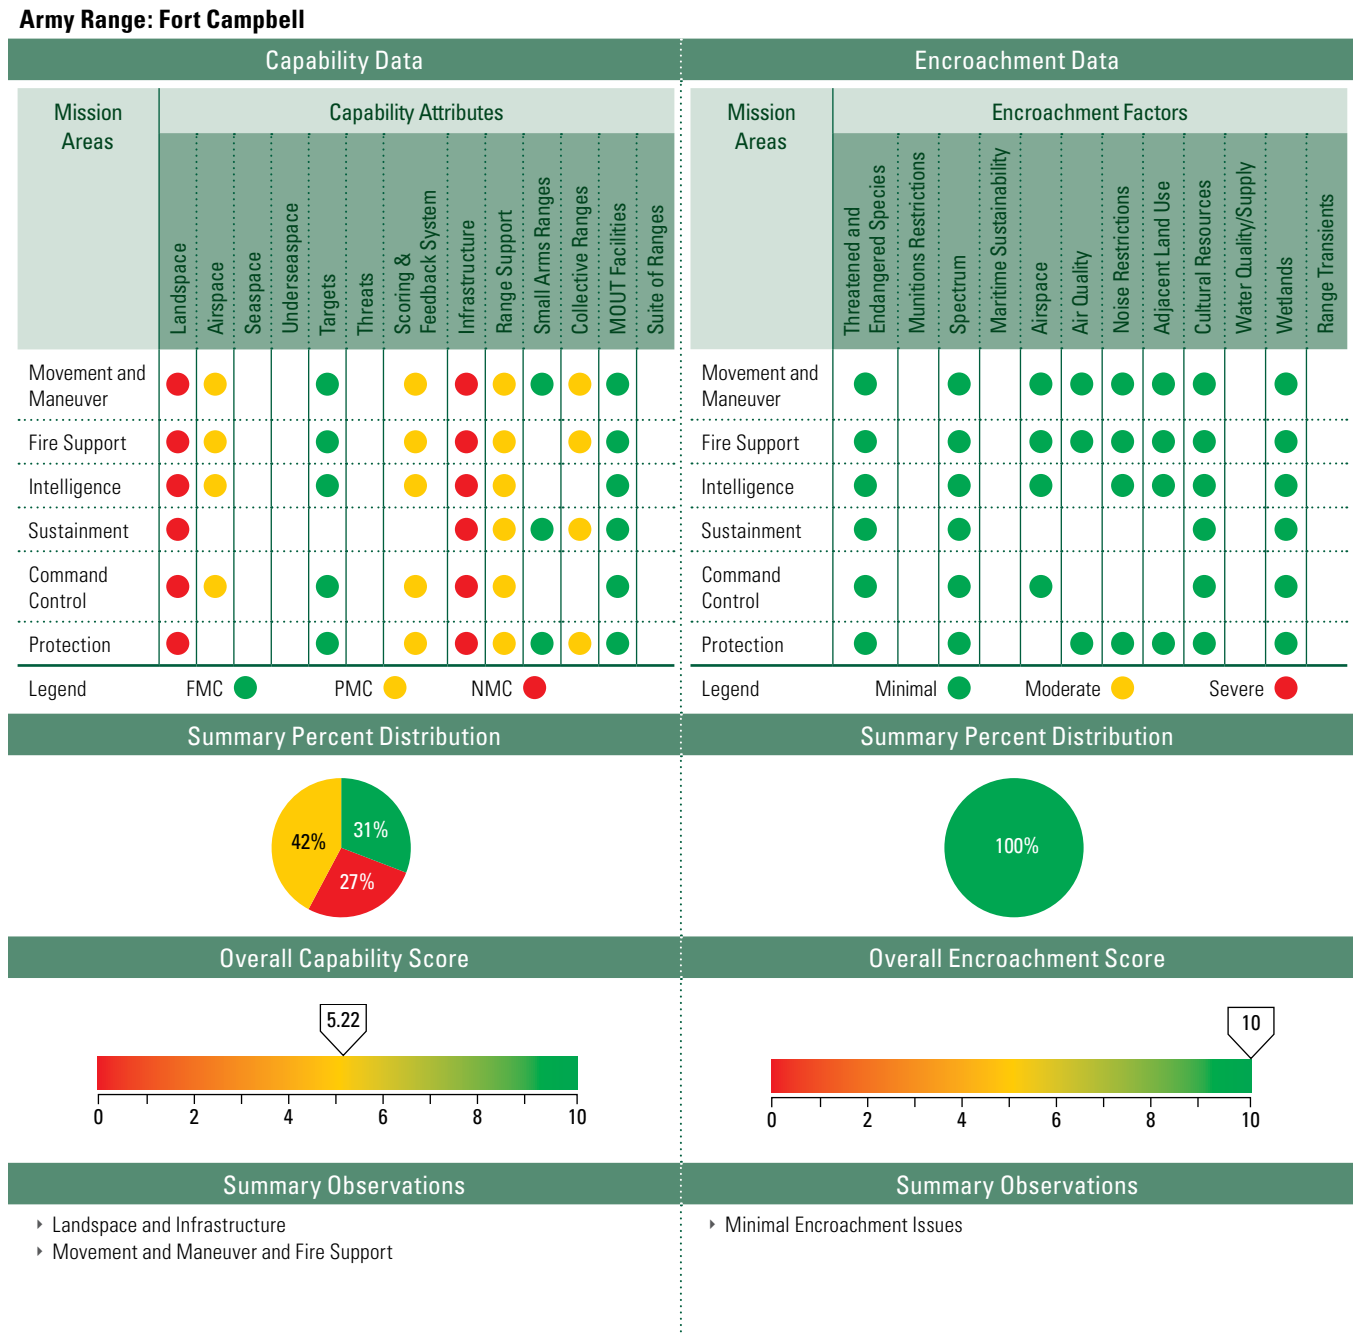 Army Range: Fort Campbell
Capability Data
Mission
Areas
Capability Attributes
Landspace
Airspace
Seaspace
Underseaspace
Targets
Threats
Scoring &
Feedback System
Infrastructure
Range Support
Small Arms Ranges
Collective Ranges
MOUT Facilities
Suite of Ranges
Movement and
Maneuver
Fire Support
Intelligence
Sustainment
Command
Control
Protection
Legend FMC PMC NMC
Summary Percent Distribution
42%
31%
27%
Overall Capability Score
5.22
0 2 4 6 8 10
Summary Observations
‣ Landspace and Infrastructure
‣ Movement and Maneuver and Fire Support
Encroachment Data
Mission
Areas
Encroachment Factors
Threatened and
Endangered Species
Munitions Restrictions
Spectrum
Maritime Sustainability
Airspace
Air Quality
Noise Restrictions
Adjacent Land Use
Cultural Resources
Water Quality/Supply
Wetlands
Range Transients
Movement and
Maneuver
Fire Support
Intelligence
Sustainment
Command
Control
Protection
Legend Minimal Moderate Severe
Summary Percent Distribution
100%
Overall Encroachment Score
10
0 2 4 6 8 10
Summary Observations
‣ Minimal Encroachment Issues